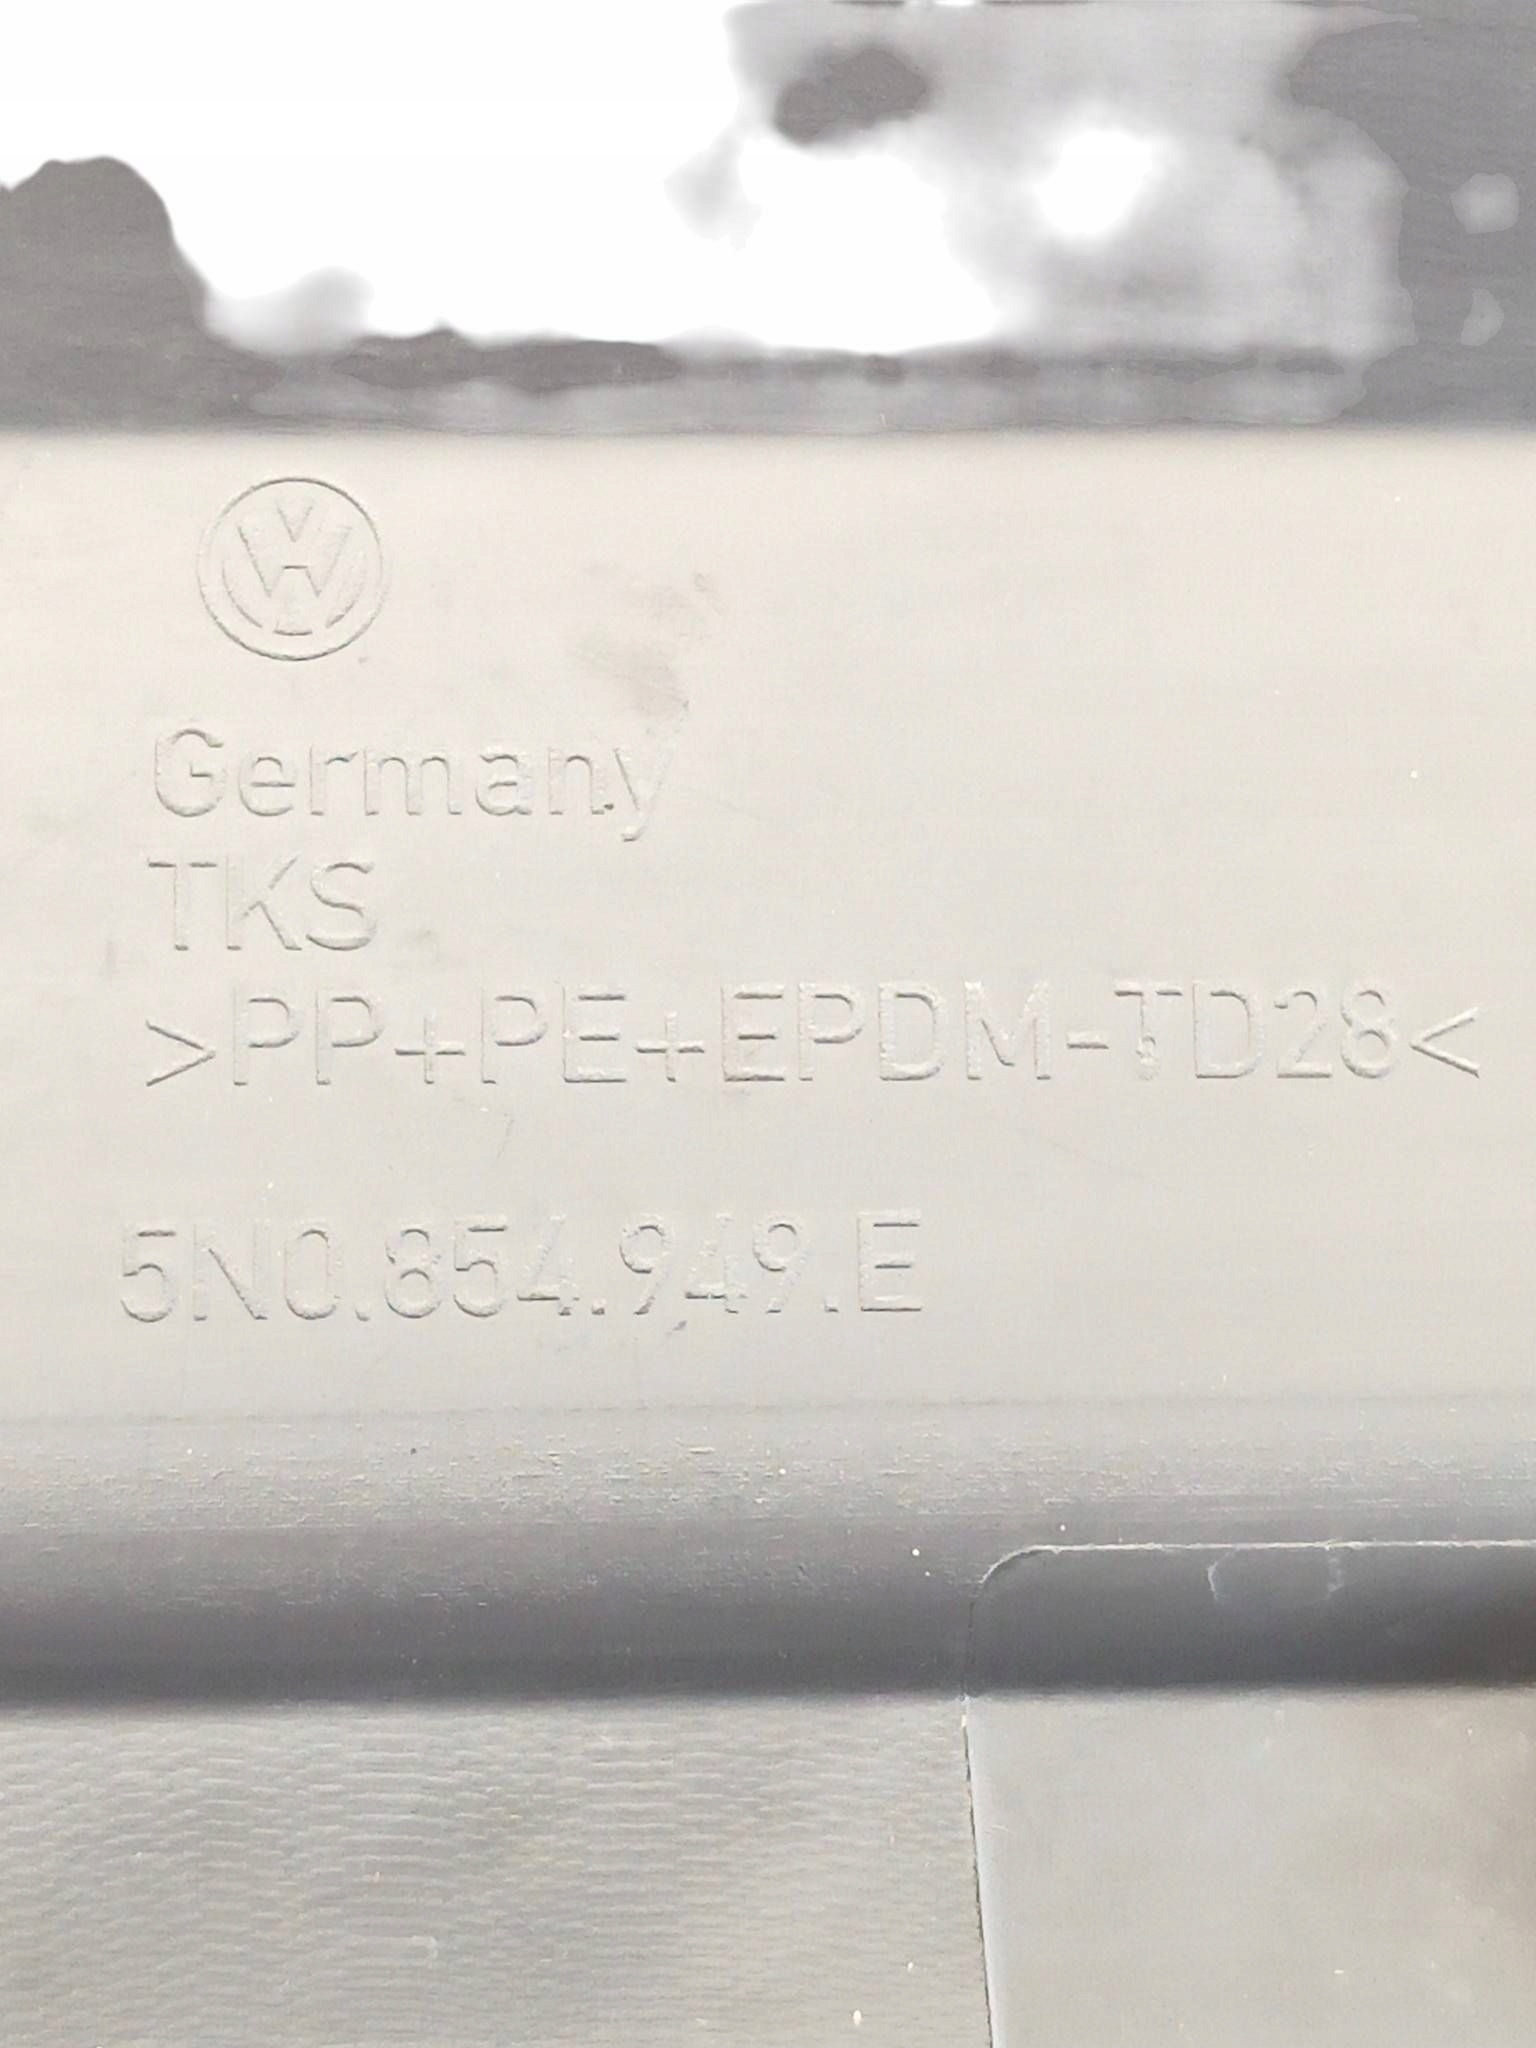 Germany
TKS
>PP+PE+EPDM-TD28<
5N0.854.949.E